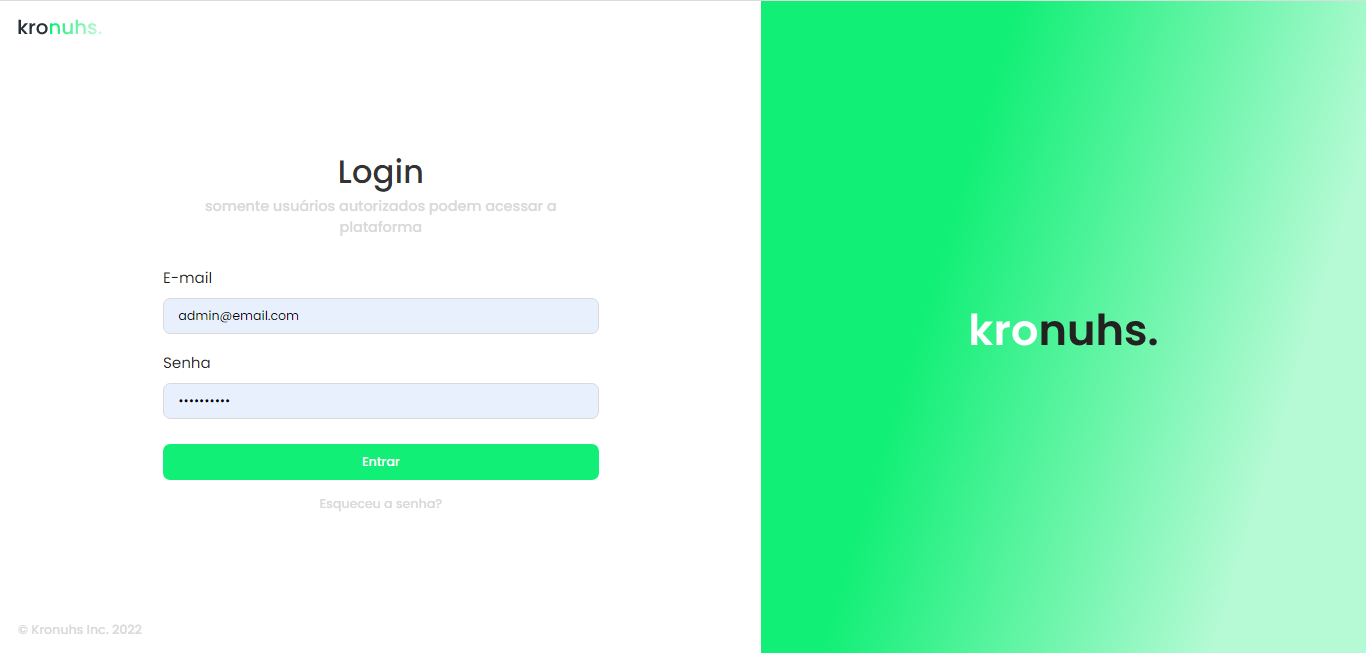 kronuhs.
Login
somente usuários autorizados podem acessar a
plataforma
E-mail
admin@email.com
Senha
••••••••••
Entrar
Esqueceu a senha?
© Kronuhs Inc. 2022
kronuhs.